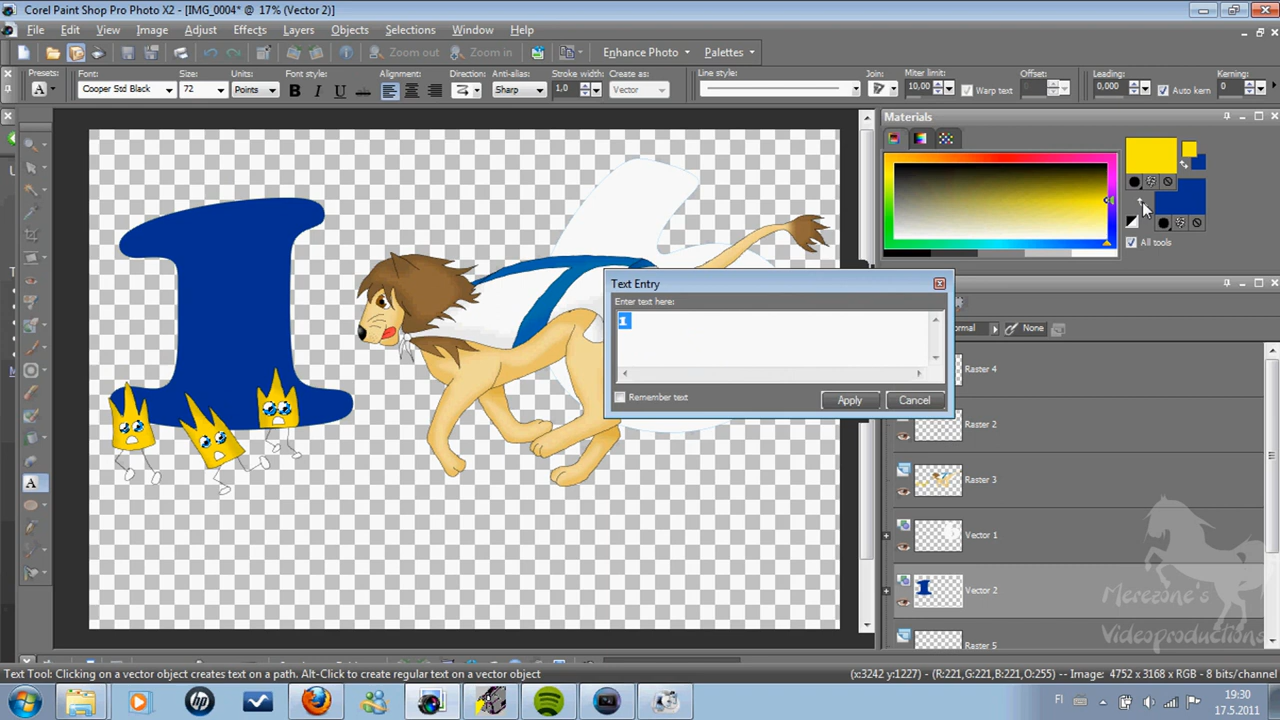 Corel Paint Shop Pro Photo X2 - [IMG_0004* @ 17% (Vector 2)]
File Edit View Image Adjust Effects Layers Objects Selections Window Help
Zoom out Zoom in Enhance Photo Palettes
Presets: Font: Size: Units: Font style: Alignment: Direction: Anti-alias: Stroke width: Create as: Line style: Join: Miter limit: Offset: Leading: Kerning:
A Cooper Std Black 72 Points B I U Sharp 1,0 Vector 10,00 Warp text 0 0,000 Auto kern 0
Materials
All tools
1
Text Entry
Enter text here:
1
Remember text Apply Cancel
None
Raster 4
Raster 2
Raster 3
Vector 1
Vector 2
Raster 5
A
Merezone's
Videoproductions
Text Tool: Clicking on a vector object creates text on a path. Alt-Click to create regular text on a vector object
(x:3242 y:1227) - (R:221,G:221,B:221,O:255) -- Image: 4752 x 3168 x RGB - 8 bits/channel
hp
FI
19:30
17.5.2011